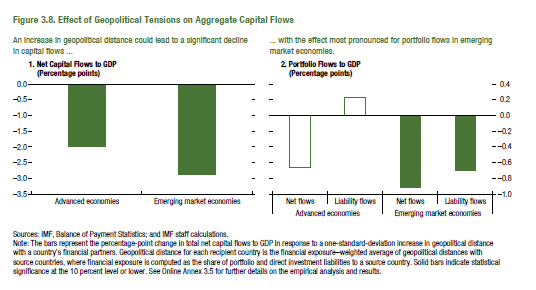 Figure 3.8. Effect of Geopolitical Tensions on Aggregate Capital Flows
An increase in geopolitical distance could lead to a significant decline
in capital flows ...
... with the effect most pronounced for portfolio flows in emerging
market economies.
1. Net Capital Flows to GDP
(Percentage points)
0.0
–0.5
–1.0
–1.5
–2.0
–2.5
–3.0
–3.5
Advanced economies
Emerging market economies
2. Portfolio Flows to GDP
(Percentage points)
0.4
0.2
0.0
–0.2
–0.4
–0.6
–0.8
–1.0
Net flows
Liability flows
Net flows
Liability flows
Advanced economies
Emerging market economies
Sources: IMF, Balance of Payment Statistics; and IMF staff calculations.
Note: The bars represent the percentage-point change in total net capital flows to GDP in response to a one-standard-deviation increase in geopolitical distance
with a country's financial partners. Geopolitical distance for each recipient country is the financial exposure–weighted average of geopolitical distances with
source countries, where financial exposure is computed as the share of portfolio and direct investment liabilities to a source country. Solid bars indicate statistical
significance at the 10 percent level or lower. See Online Annex 3.5 for further details on the empirical analysis and results.